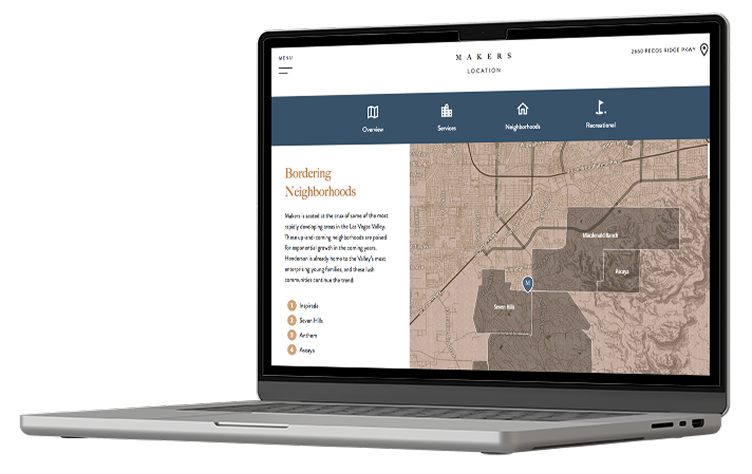 MENU
MAKERS
LOCATION
2660 PECOS RIDGE PKWY
Overview
Services
Neighborhoods
Recreational
Bordering
Neighborhoods
Makers is seated at the crux of some of the most
rapidly developing areas in the Las Vegas Valley.
These up-and-coming neighborhoods are poised
for exponential growth in the coming years.
Henderson is already home to the Valley's most
enterprising young families, and these lush
communities continue the trend:
1 Inspirada
2 Seven Hills
3 Anthem
4 Ascaya
Macdonald Ranch
Ascaya
M
Seven Hills